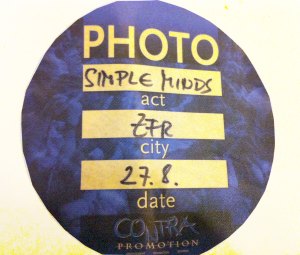 PHOTO
SIMPLE MINDS
act
ZFR
city
27.8.
date
CONTRA
PROMOTION